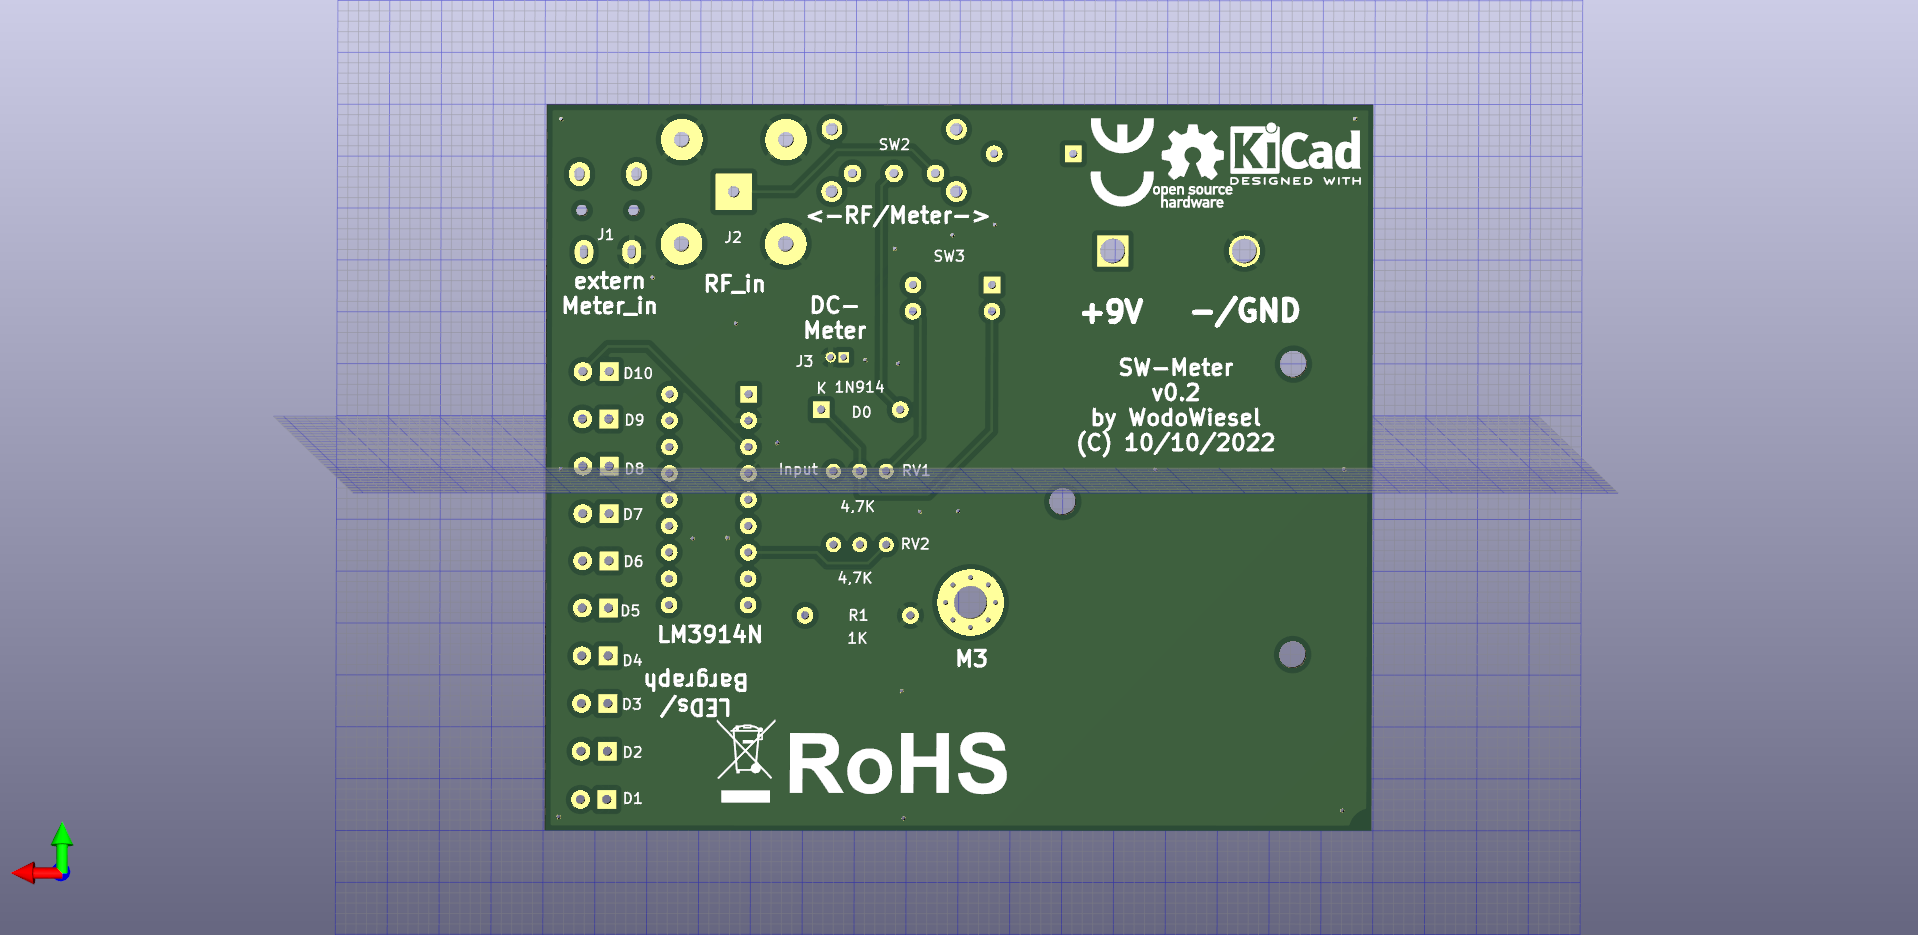 SW2
KiCad
DESIGNED WITH
open source
hardware
<-RF/Meter->
J1
J2
SW3
extern
Meter_in
RF_in
DC-
Meter
+9V
-/GND
J3
SW-Meter
v0.2
by WodoWiesel
(C) 10/10/2022
D10
K 1N914
D0
D9
D8
Input
RV1
4,7K
D7
RV2
D6
4,7K
D5
R1
1K
LM3914N
D4
M3
LEDs/
Bargraph
D3
D2
RoHS
D1